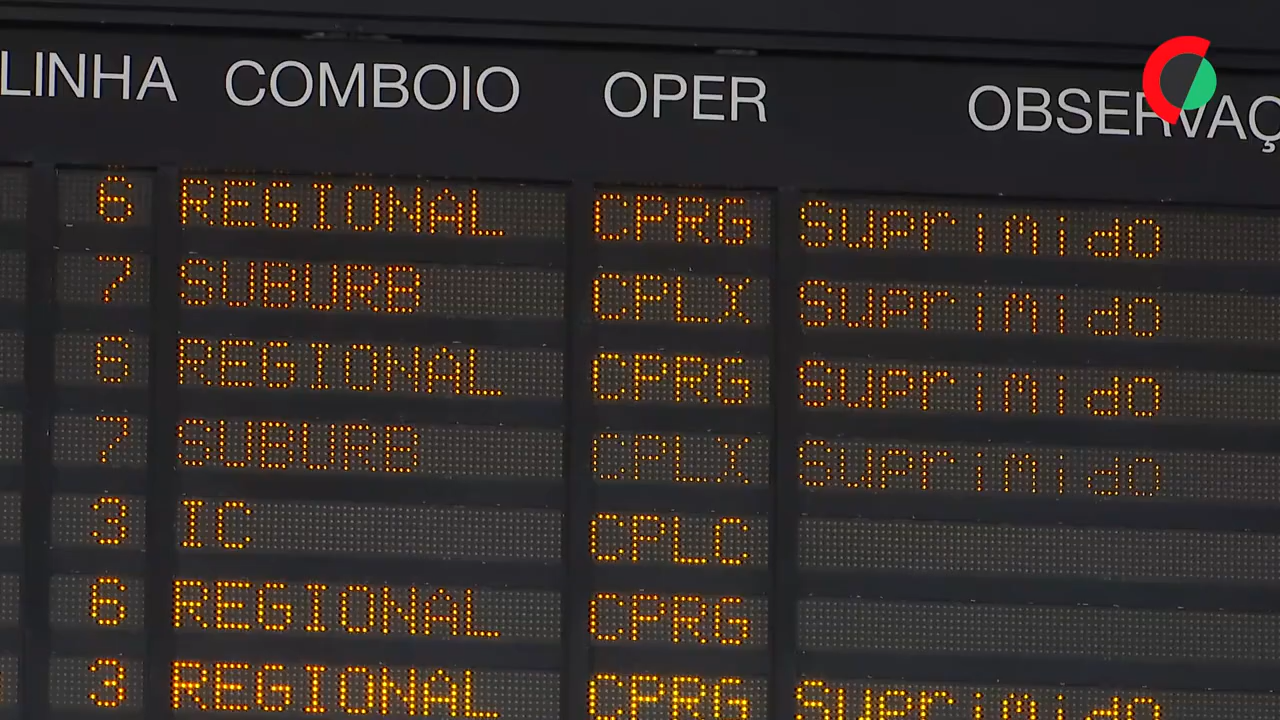 LINHA COMBOIO OPER OBSERVAÇ
6 REGIONAL CPRG Suprimido
7 SUBURB CPLX Suprimido
6 REGIONAL CPRG Suprimido
7 SUBURB CPLX Suprimido
3 IC CPLC
6 REGIONAL CPRG
3 REGIONAL CPRG Suprimido